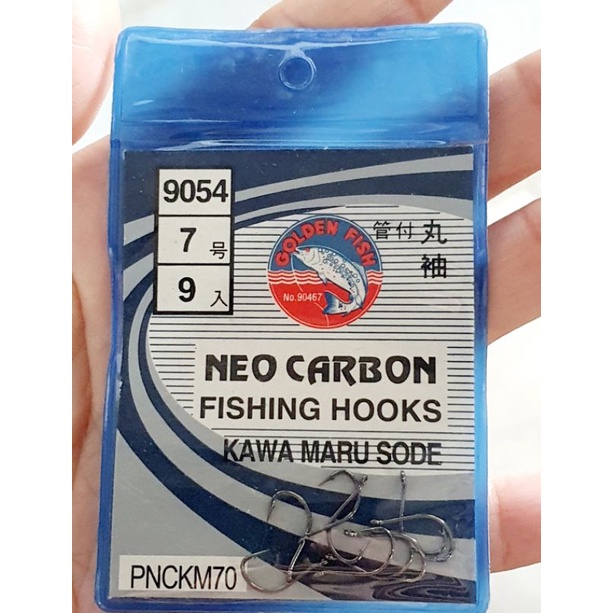 9054
7号
9入
GOLDEN FISH
No.90467
管付丸
袖
NEO CARBON
FISHING HOOKS
KAWA MARU SODE
PNCKM70